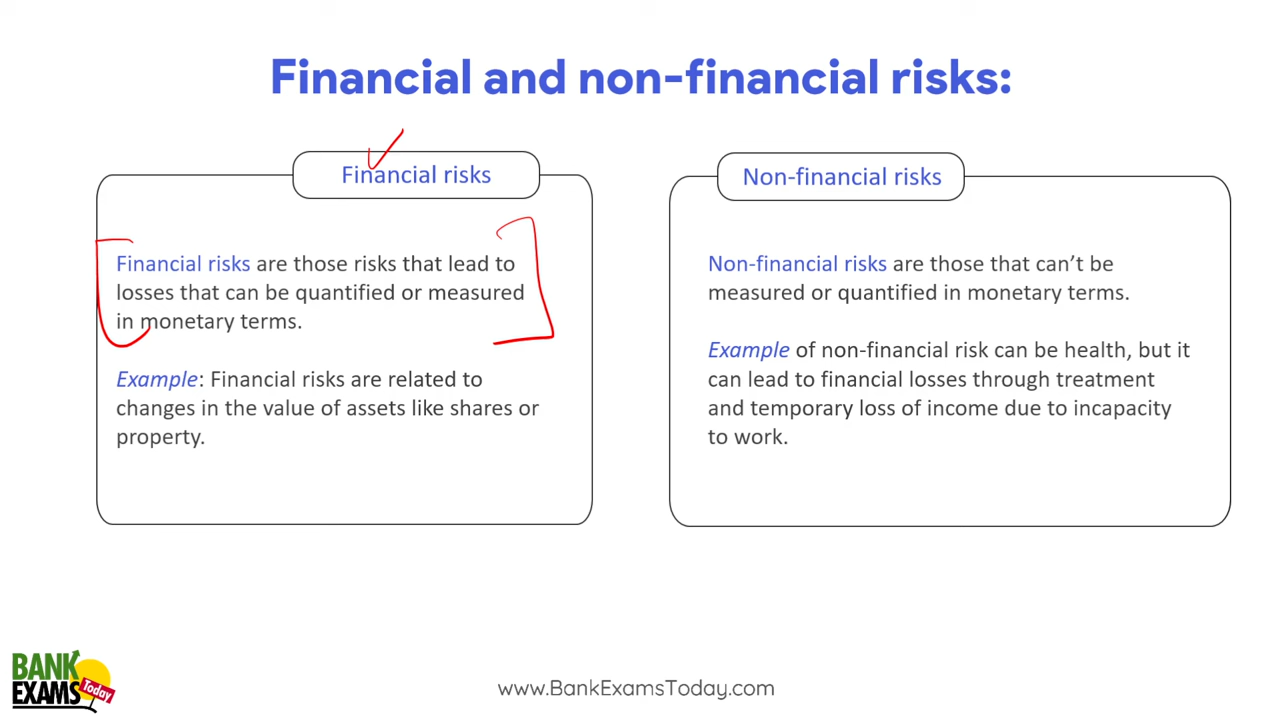 Financial and non-financial risks:
Financial risks
Financial risks are those risks that lead to
losses that can be quantified or measured
in monetary terms.
Example: Financial risks are related to
changes in the value of assets like shares or
property.
Non-financial risks
Non-financial risks are those that can’t be
measured or quantified in monetary terms.
Example of non-financial risk can be health, but it
can lead to financial losses through treatment
and temporary loss of income due to incapacity
to work.
BANK
EXAMS Today
www.BankExamsToday.com